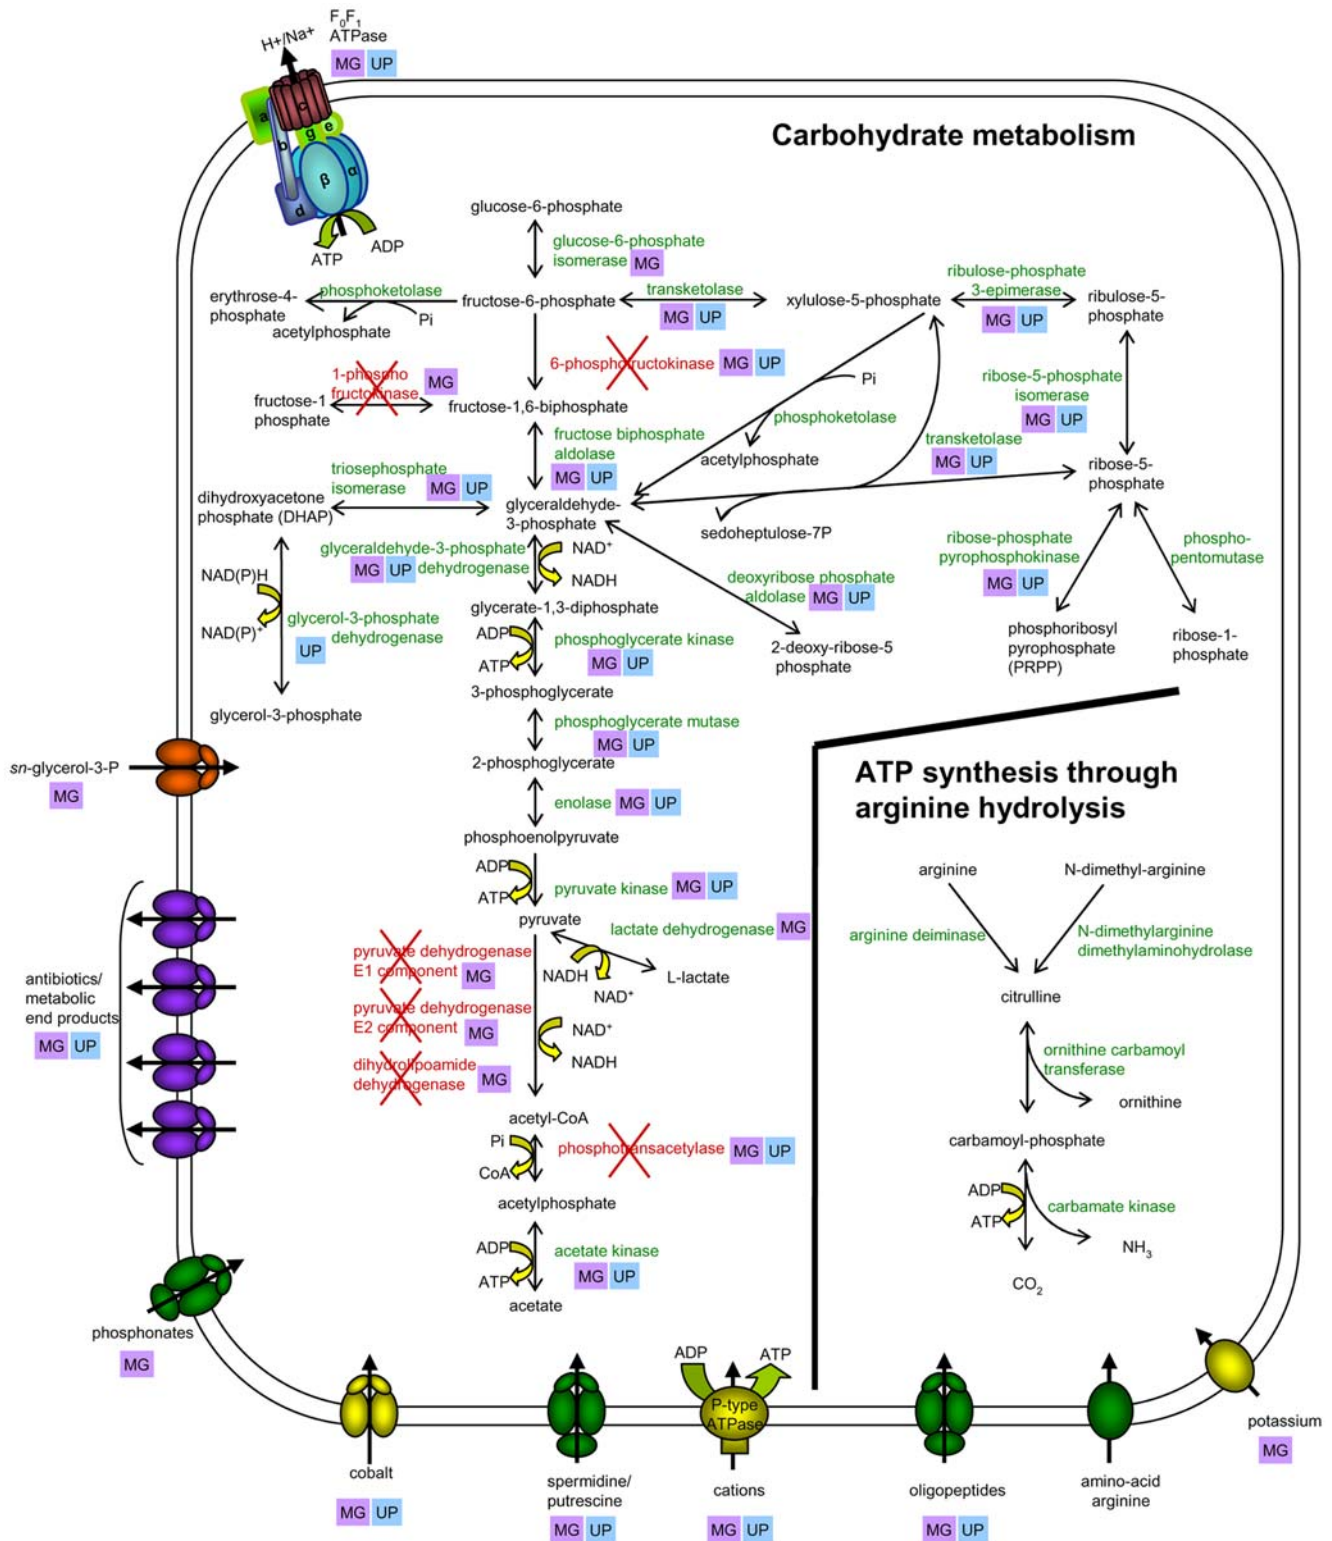 F0F1
ATPase
H+/Na+
MG UP
a
c
b
g
e
β
α
d
ATP
ADP
Carbohydrate metabolism
glucose-6-phosphate
glucose-6-phosphate
isomerase MG
erythrose-4-
phosphate
phosphoketolase
acetylphosphate
Pi
fructose-6-phosphate
transketolase
MG UP
xylulose-5-phosphate
ribulose-phosphate
3-epimerase
MG UP
ribulose-5-
phosphate
1-phospho
fructokinase
MG
fructose-1
phosphate
6-phosphofructokinase MG UP
fructose-1,6-biphosphate
Pi
phosphoketolase
acetylphosphate
ribose-5-phosphate
isomerase
MG UP
fructose biphosphate
aldolase
MG UP
transketolase
MG UP
ribose-5-
phosphate
triosephosphate
isomerase MG UP
dihydroxyacetone
phosphate (DHAP)
glyceraldehyde-
3-phosphate
sedoheptulose-7P
glyceraldehyde-3-phosphate
MG UP dehydrogenase
NAD+
NADH
NAD(P)H
NAD(P)+
glycerol-3-phosphate
dehydrogenase
UP
glycerol-3-phosphate
deoxyribose phosphate
aldolase MG UP
2-deoxy-ribose-5
phosphate
ribose-phosphate
pyrophosphokinase
MG UP
phospho-
pentomutase
phosphoribosyl
pyrophosphate
(PRPP)
ribose-1-
phosphate
glycerate-1,3-diphosphate
ADP
ATP
phosphoglycerate kinase
MG UP
3-phosphoglycerate
phosphoglycerate mutase
MG UP
2-phosphoglycerate
enolase MG UP
phosphoenolpyruvate
ADP
ATP
pyruvate kinase MG UP
pyruvate
lactate dehydrogenase MG
NADH
NAD+
L-lactate
pyruvate dehydrogenase
E1 component MG
pyruvate dehydrogenase
E2 component MG
dihydrolipoamide
dehydrogenase MG
NAD+
NADH
acetyl-CoA
Pi
CoA
phosphotransacetylase MG UP
acetylphosphate
ADP
ATP
acetate kinase
MG UP
acetate
ATP synthesis through
arginine hydrolysis
arginine
N-dimethyl-arginine
arginine deiminase
N-dimethylarginine
dimethylaminohydrolase
citrulline
ornithine carbamoyl
transferase
ornithine
carbamoyl-phosphate
ADP
ATP
carbamate kinase
NH3
CO2
sn-glycerol-3-P
MG
antibiotics/
metabolic
end products
MG UP
phosphonates
MG
cobalt
MG UP
spermidine/
putrescine
MG UP
ADP
ATP
P-type
ATPase
cations
MG UP
oligopeptides
MG UP
amino-acid
arginine
potassium
MG